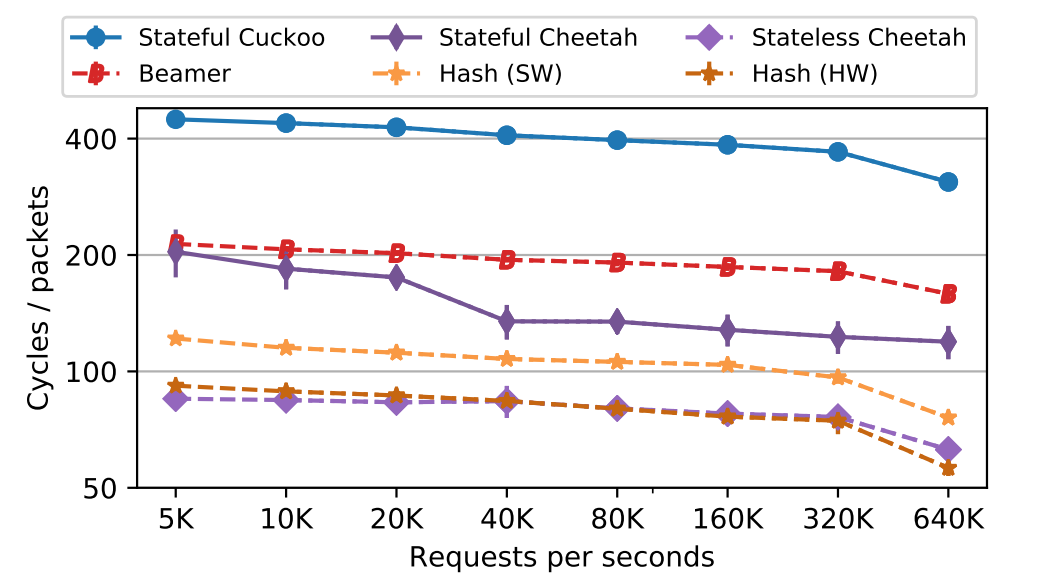 Stateful Cuckoo Stateful Cheetah Stateless Cheetah
Beamer Hash (SW) Hash (HW)
400
200
100
50
Cycles / packets
5K 10K 20K 40K 80K 160K 320K 640K
Requests per seconds